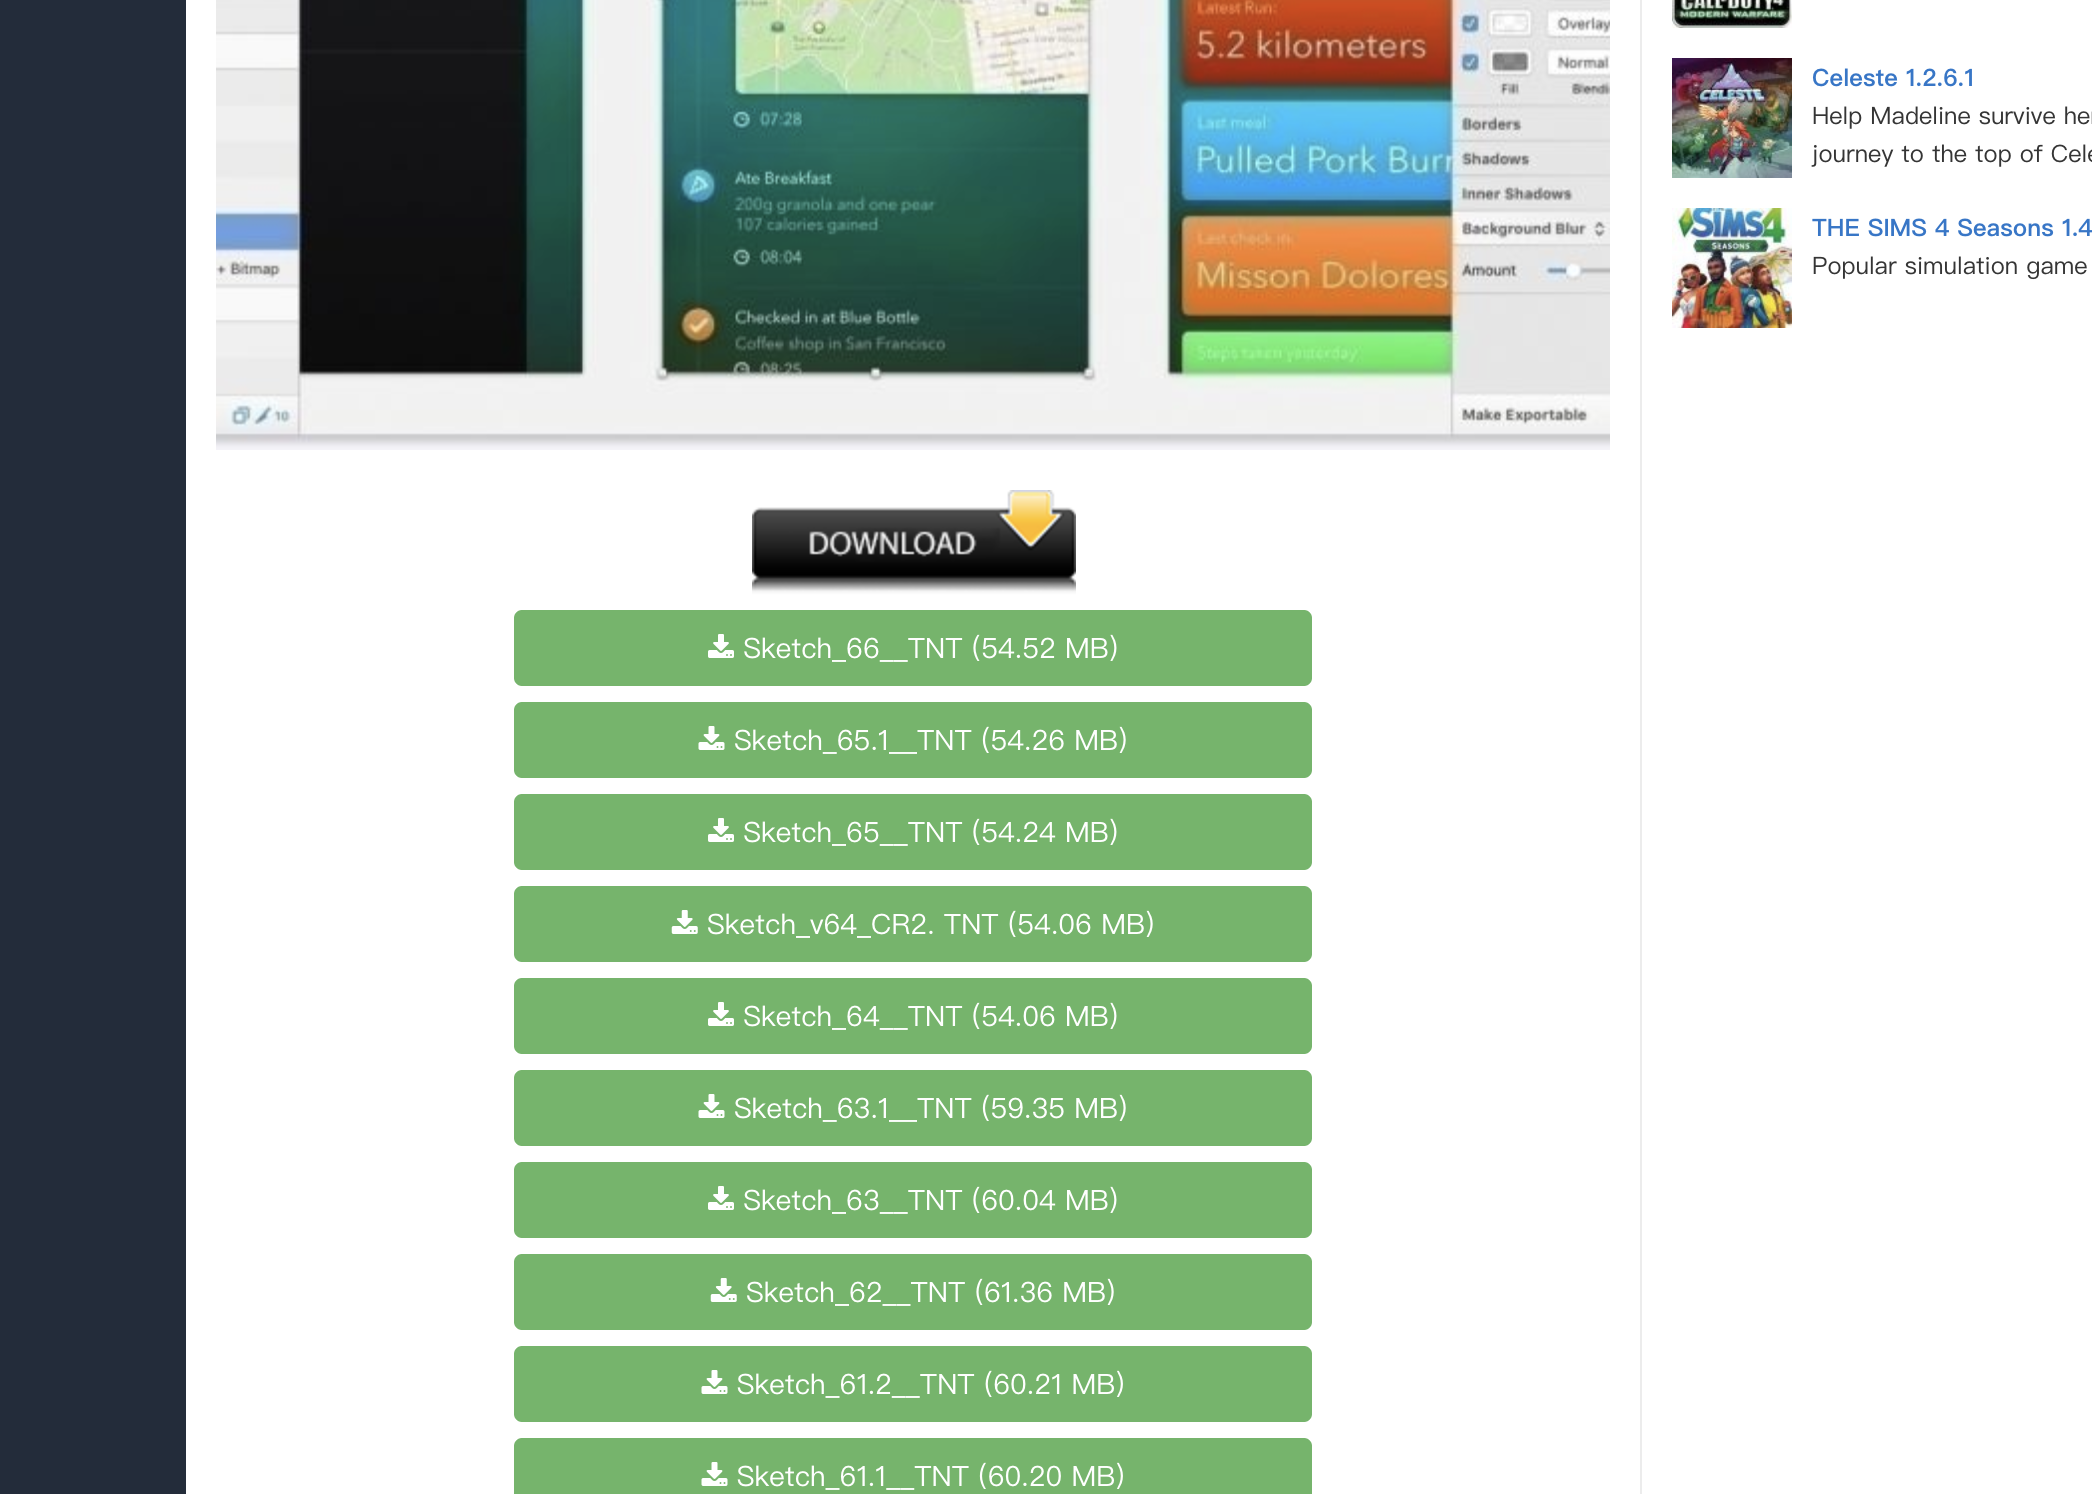 Latest Run:
5.2 kilometers
07:28
Ate Breakfast
200g granola and one pear
107 calories gained
08:04
Checked in at Blue Bottle
Coffee shop in San Francisco
08:25
Last meal:
Pulled Pork Burr
Last check in:
Misson Dolores
Steps taken yesterday
+ Bitmap
10
Overlay
Normal
Fill
Blendi
Borders
Shadows
Inner Shadows
Background Blur
Amount
Make Exportable
DOWNLOAD
Sketch_66__TNT (54.52 MB)
Sketch_65.1__TNT (54.26 MB)
Sketch_65__TNT (54.24 MB)
Sketch_v64_CR2. TNT (54.06 MB)
Sketch_64__TNT (54.06 MB)
Sketch_63.1__TNT (59.35 MB)
Sketch_63__TNT (60.04 MB)
Sketch_62__TNT (61.36 MB)
Sketch_61.2__TNT (60.21 MB)
Sketch_61.1__TNT (60.20 MB)
CALL OF DUTY 4
MODERN WARFARE
CELESTE
Celeste 1.2.6.1
Help Madeline survive her
journey to the top of Cele
SIMS 4
SEASONS
THE SIMS 4 Seasons 1.4
Popular simulation game